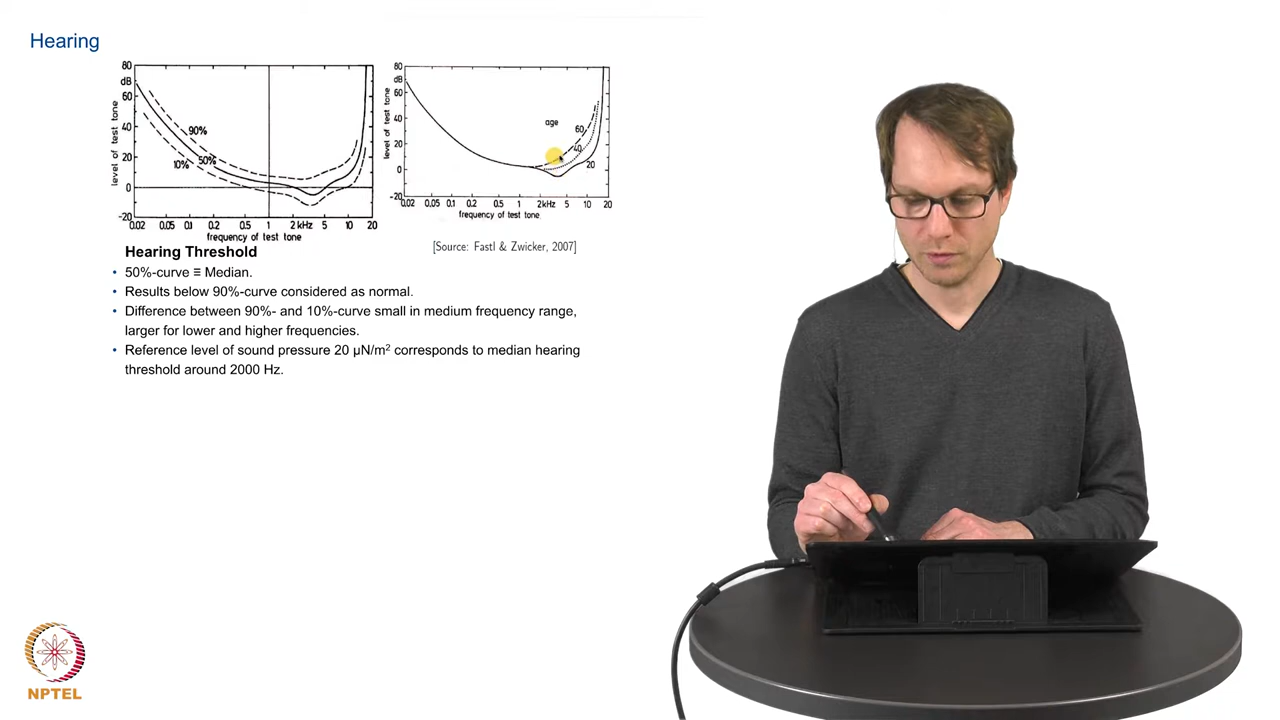 Hearing
80
dB
60
40
20
0
-20
level of test tone
90%
50%
10%
0.02 0.05 0.1 0.2 0.5 1 2 kHz 5 10 20
frequency of test tone
80
dB
60
40
20
0
-20
level of test tone
age
60
40
20
0.02 0.05 0.1 0.2 0.5 1 2kHz 5 10 20
frequency of test tone
[Source: Fastl & Zwicker, 2007]
Hearing Threshold
• 50%-curve ≡ Median.
• Results below 90%-curve considered as normal.
• Difference between 90%- and 10%-curve small in medium frequency range,
larger for lower and higher frequencies.
• Reference level of sound pressure 20 µN/m² corresponds to median hearing
threshold around 2000 Hz.
NPTEL